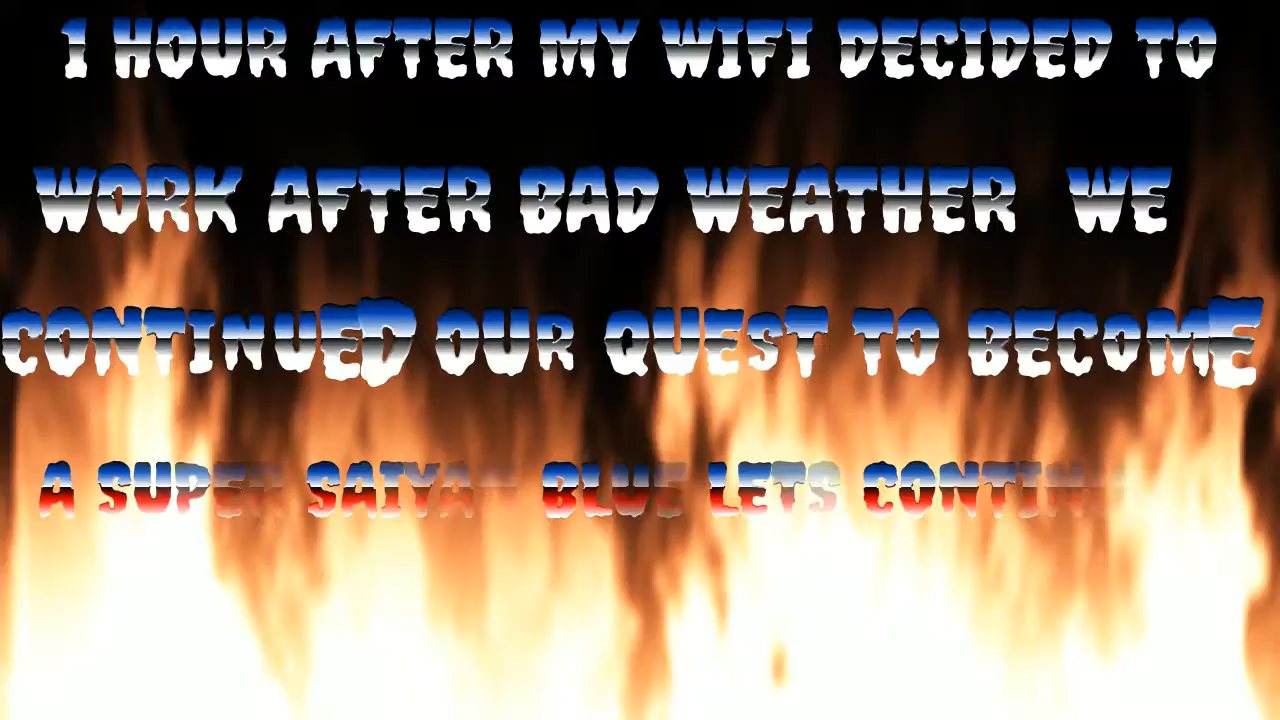 1 HOUR AFTER MY WIFI DECIDED TO
WORK AFTER BAD WEATHER WE
CONTINUED OUR QUEST TO BECOME
A SUPER SAIYAN BLUE LETS